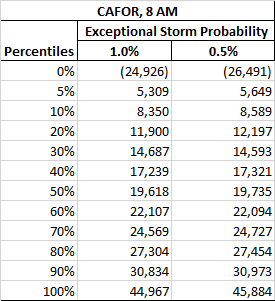 CAFOR, 8 AM
Exceptional Storm Probability
Percentiles 1.0% 0.5%
0% (24,926) (26,491)
5% 5,309 5,649
10% 8,350 8,589
20% 11,900 12,197
30% 14,687 14,593
40% 17,239 17,321
50% 19,618 19,735
60% 22,107 22,094
70% 24,569 24,727
80% 27,304 27,454
90% 30,834 30,973
100% 44,967 45,884